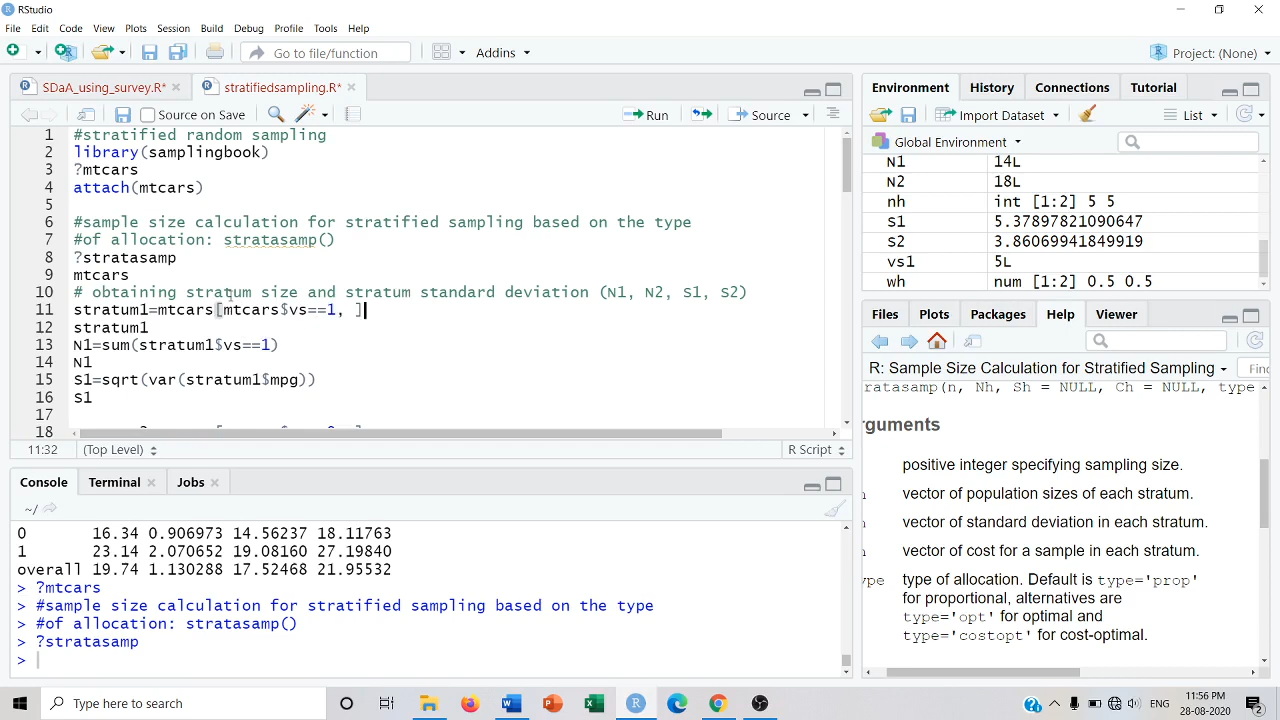 RStudio
File Edit Code View Plots Session Build Debug Profile Tools Help
Go to file/function Addins Project: (None)
SDaA_using_survey.R* stratifiedsampling.R*
Source on Save Run Source
1 #stratified random sampling
2 library(samplingbook)
3 ?mtcars
4 attach(mtcars)
5
6 #sample size calculation for stratified sampling based on the type
7 #of allocation: stratasamp()
8 ?stratasamp
9 mtcars
10 # obtaining stratum size and stratum standard deviation (N1, N2, S1, S2)
11 stratum1=mtcars[mtcars$vs==1, ]
12 stratum1
13 N1=sum(stratum1$vs==1)
14 N1
15 S1=sqrt(var(stratum1$mpg))
16 S1
17
18
11:32 (Top Level) R Script
Console Terminal Jobs
~/
0 16.34 0.906973 14.56237 18.11763
1 23.14 2.070652 19.08160 27.19840
overall 19.74 1.130288 17.52468 21.95532
> ?mtcars
> #sample size calculation for stratified sampling based on the type
> #of allocation: stratasamp()
> ?stratasamp
>
Environment History Connections Tutorial
Import Dataset List
Global Environment
N1 14L
N2 18L
nh int [1:2] 5 5
S1 5.37897821090647
S2 3.86069941849919
vs1 5L
wh num [1:2] 0.5 0.5
Files Plots Packages Help Viewer
R: Sample Size Calculation for Stratified Sampling Find
ratasamp(n, Nh, Sh = NULL, Ch = NULL, type
rguments
positive integer specifying sampling size.
vector of population sizes of each stratum.
vector of standard deviation in each stratum.
vector of cost for a sample in each stratum.
ype type of allocation. Default is type='prop'
for proportional, alternatives are
type='opt' for optimal and
type='costopt' for cost-optimal.
Type here to search
ENG
11:56 AM
28-08-2020
2